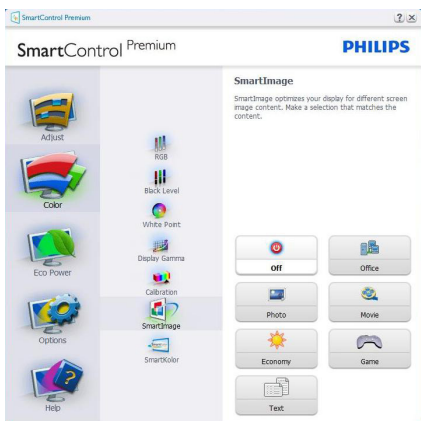 SmartControl Premium
SmartControl Premium
PHILIPS
Adjust
Color
Eco Power
Options
Help
RGB
Black Level
White Point
Display Gamma
Calibration
SmartImage
SmartKolor
SmartImage
SmartImage optimizes your display for different screen
image content. Make a selection that matches the
content.
Off
Office
Photo
Movie
Economy
Game
Text